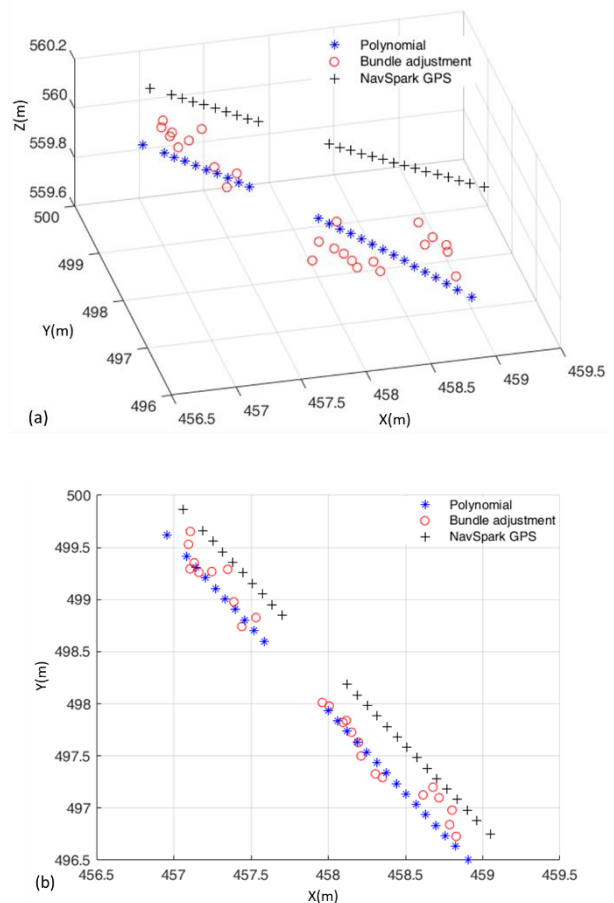 560.2
560
559.8
559.6
Z(m)
Polynomial
Bundle adjustment
NavSpark GPS
500
499
498
497
496
Y(m)
456.5
457
457.5
458
458.5
459
459.5
X(m)
(a)
500
499.5
499
498.5
498
497.5
497
496.5
Y(m)
Polynomial
Bundle adjustment
NavSpark GPS
456.5 457 457.5 458 458.5 459 459.5
X(m)
(b)